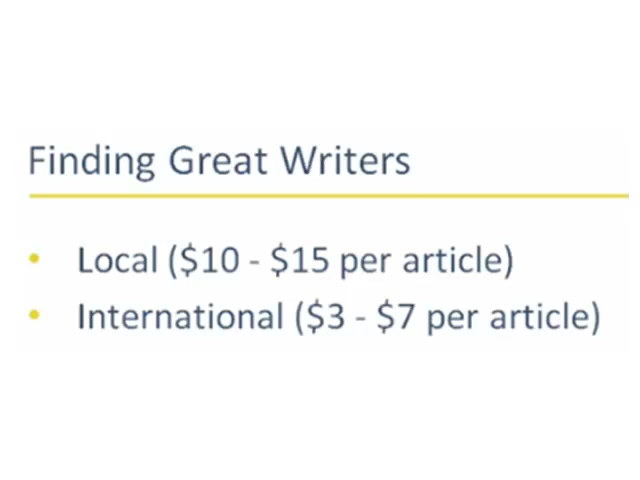 Finding Great Writers
• Local ($10 - $15 per article)
• International ($3 - $7 per article)